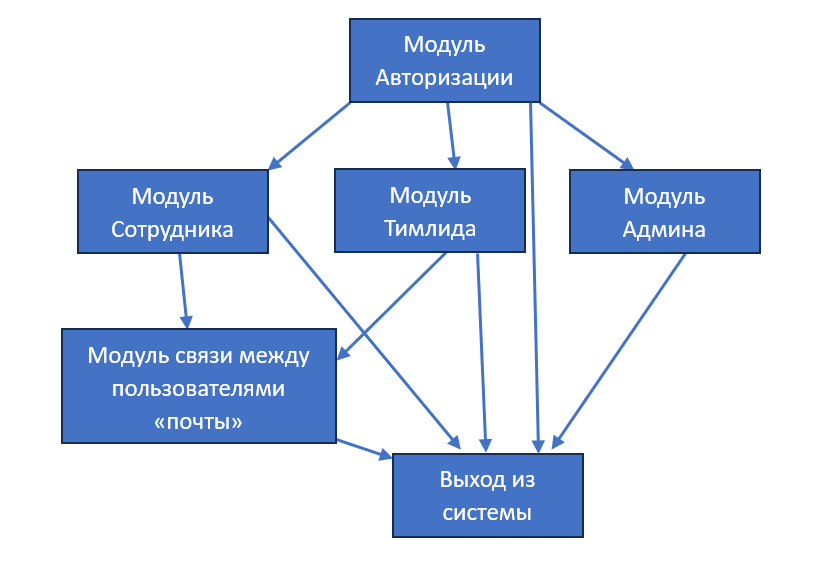 Модуль
Авторизации
Модуль
Сотрудника
Модуль
Тимлида
Модуль
Админа
Модуль связи между
пользователями
«почты»
Выход из
системы